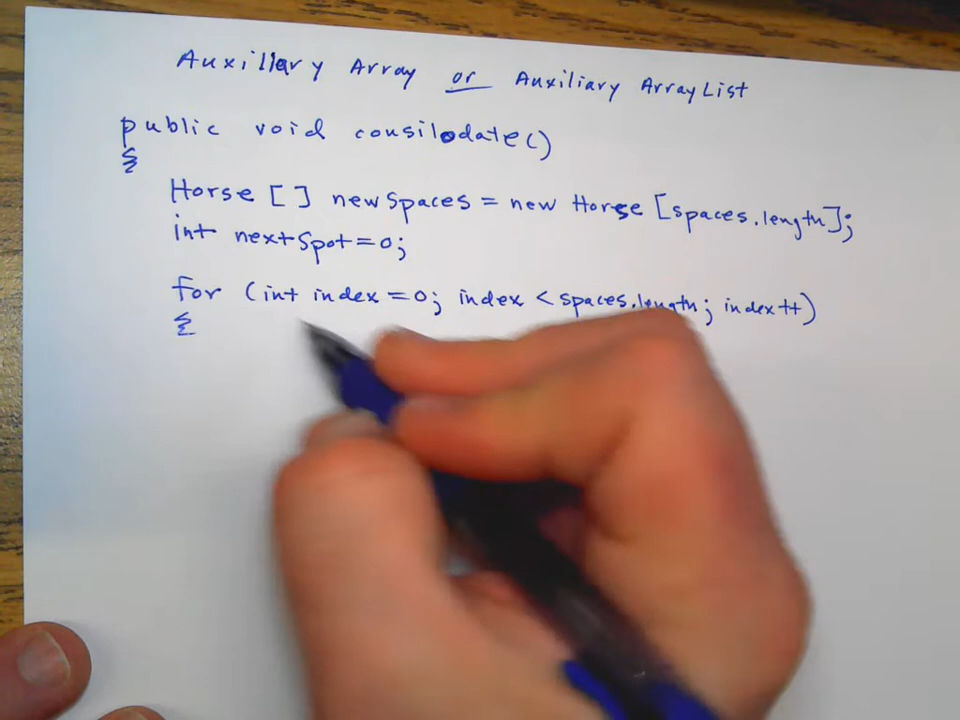 Auxillary Array or Auxiliary ArrayList
public void consilodate()
{
Horse [] newSpaces = new Horse [spaces.length];
int nextSpot=0;
for (int index=0; index < spaces.length; index++)
{